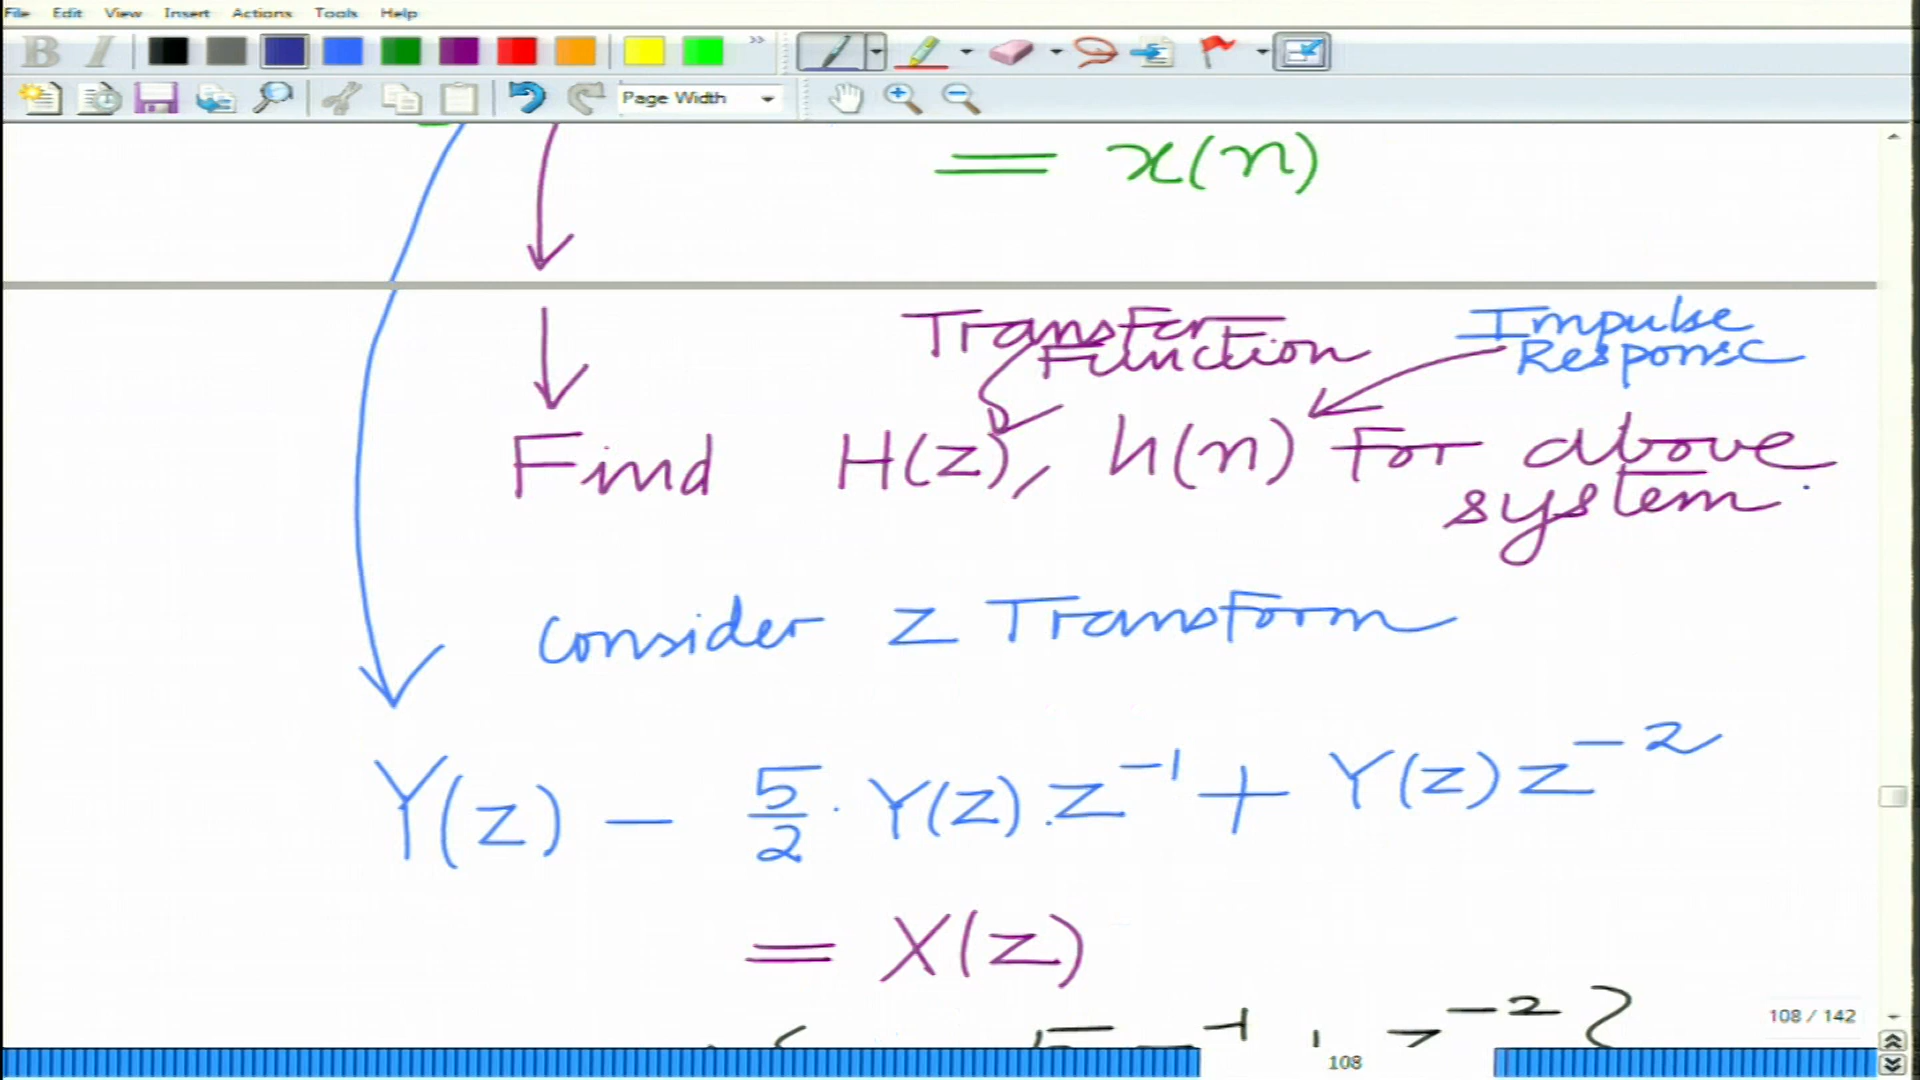 File Edit View Insert Actions Tools Help
B I
Page Width
= x(n)
Transfer Function
Impulse Response
Find H(z), h(n) for above system.
consider z Transform
Y(z) - 5/2 · Y(z) . z^-1 + Y(z) z^-2
= X(z)
108 / 142
108